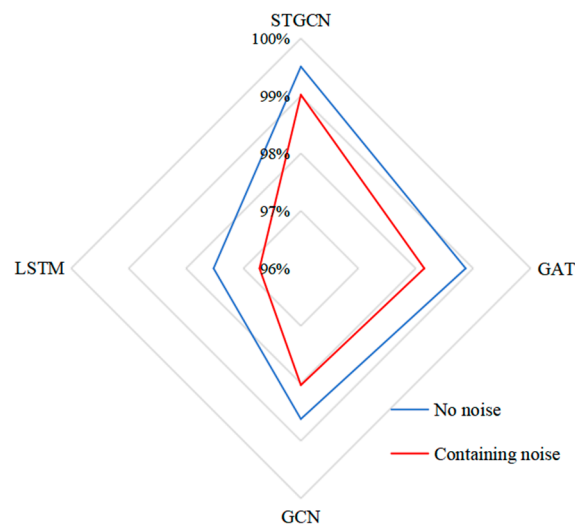 STGCN
100%
99%
98%
97%
LSTM
96%
GAT
No noise
Containing noise
GCN